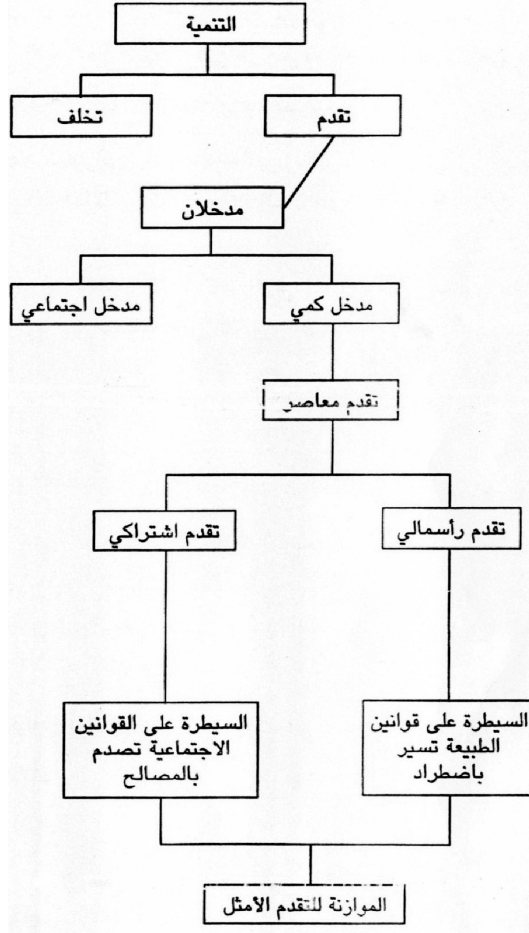 التنمية
تقدم
تخلف
مدخلان
مدخل كمي
مدخل اجتماعي
تقدم معاصر
تقدم رأسمالي
تقدم اشتراكي
السيطرة على قوانين
الطبيعة تسير
باضطراد
السيطرة على القوانين
الاجتماعية تصدم
بالمصالح
الموازنة للتقدم الأمثل